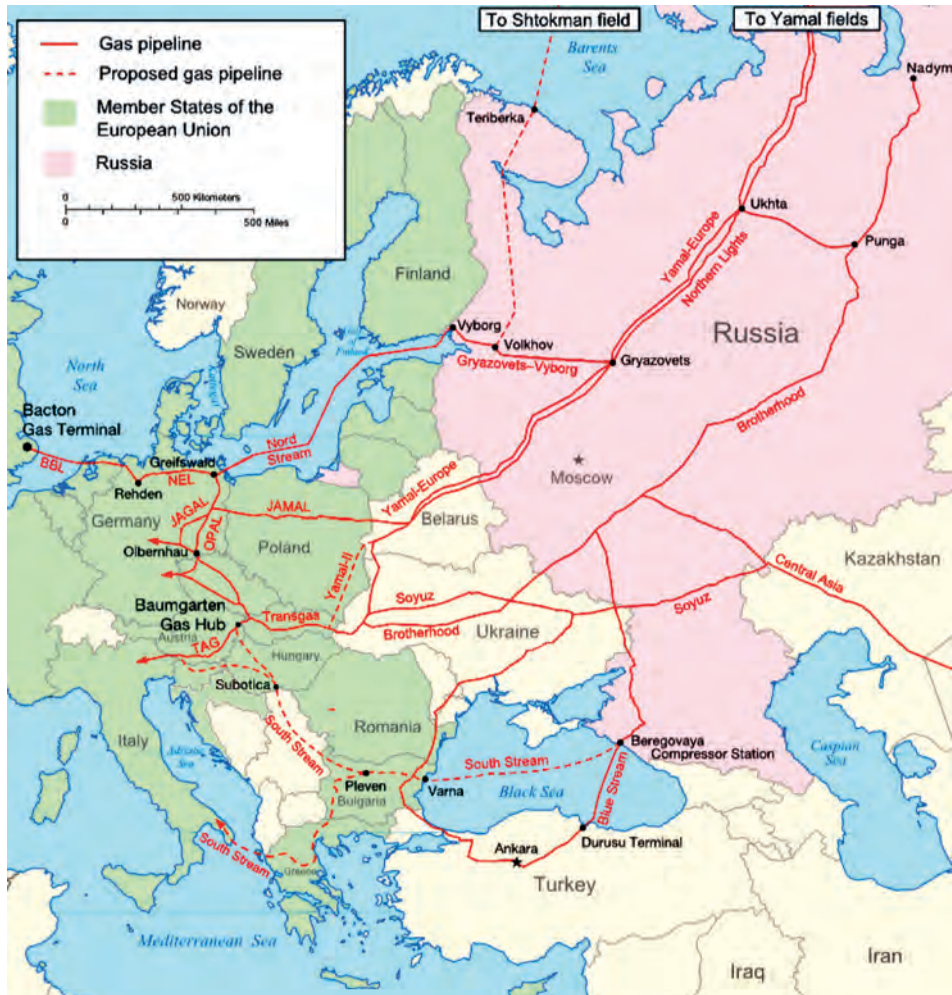 To Shtokman field
To Yamal fields
Gas pipeline
Proposed gas pipeline
Member States of the
European Union
Russia
0 500 Kilometers
0 500 Miles
Barents
Sea
Nadym
Teriberka
Ukhta
Punga
Yamal-Europe
Northern Lights
Finland
Norway
Sweden
Russia
Vyborg
Volkhov
Gryazovets
Gryazovets–Vyborg
North
Sea
Brotherhood
Bacton
Gas Terminal
BBL
Greifswald
Nord
Stream
NEL
Rehden
Moscow
Yamal-Europe
JAGAL
JAMAL
Germany
OPAL
Belarus
Poland
Olbernhau
Kazakhstan
Central Asia
Yamal-II
Soyuz
Soyuz
Baumgarten
Gas Hub
Transgas
Brotherhood
Ukraine
Austria
TAG
Hungary
Subotica
Romania
Italy
Adriatic
Sea
South Stream
Beregovaya
Compressor Station
South Stream
Caspian
Sea
Pleven
Bulgaria
Varna
Black Sea
Blue Stream
South Stream
Greece
Ankara
Durusu Terminal
Turkey
Mediterranean Sea
Iraq
Iran